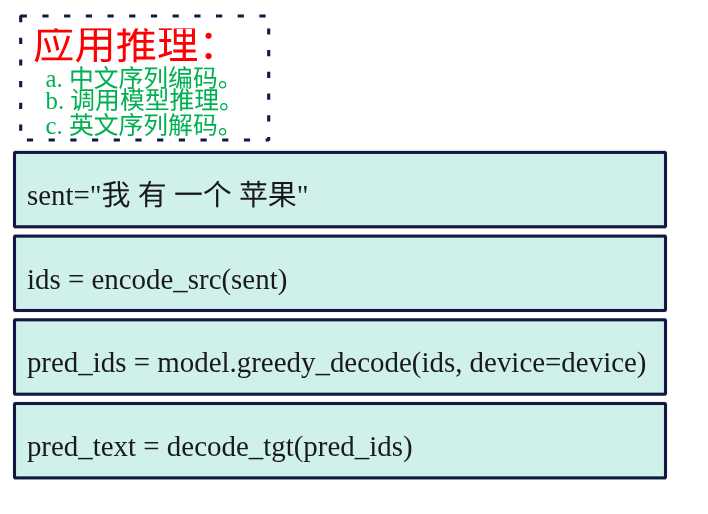 应用推理：
a. 中文序列编码。
b. 调用模型推理。
c. 英文序列解码。
sent="我 有 一个 苹果"
ids = encode_src(sent)
pred_ids = model.greedy_decode(ids, device=device)
pred_text = decode_tgt(pred_ids)